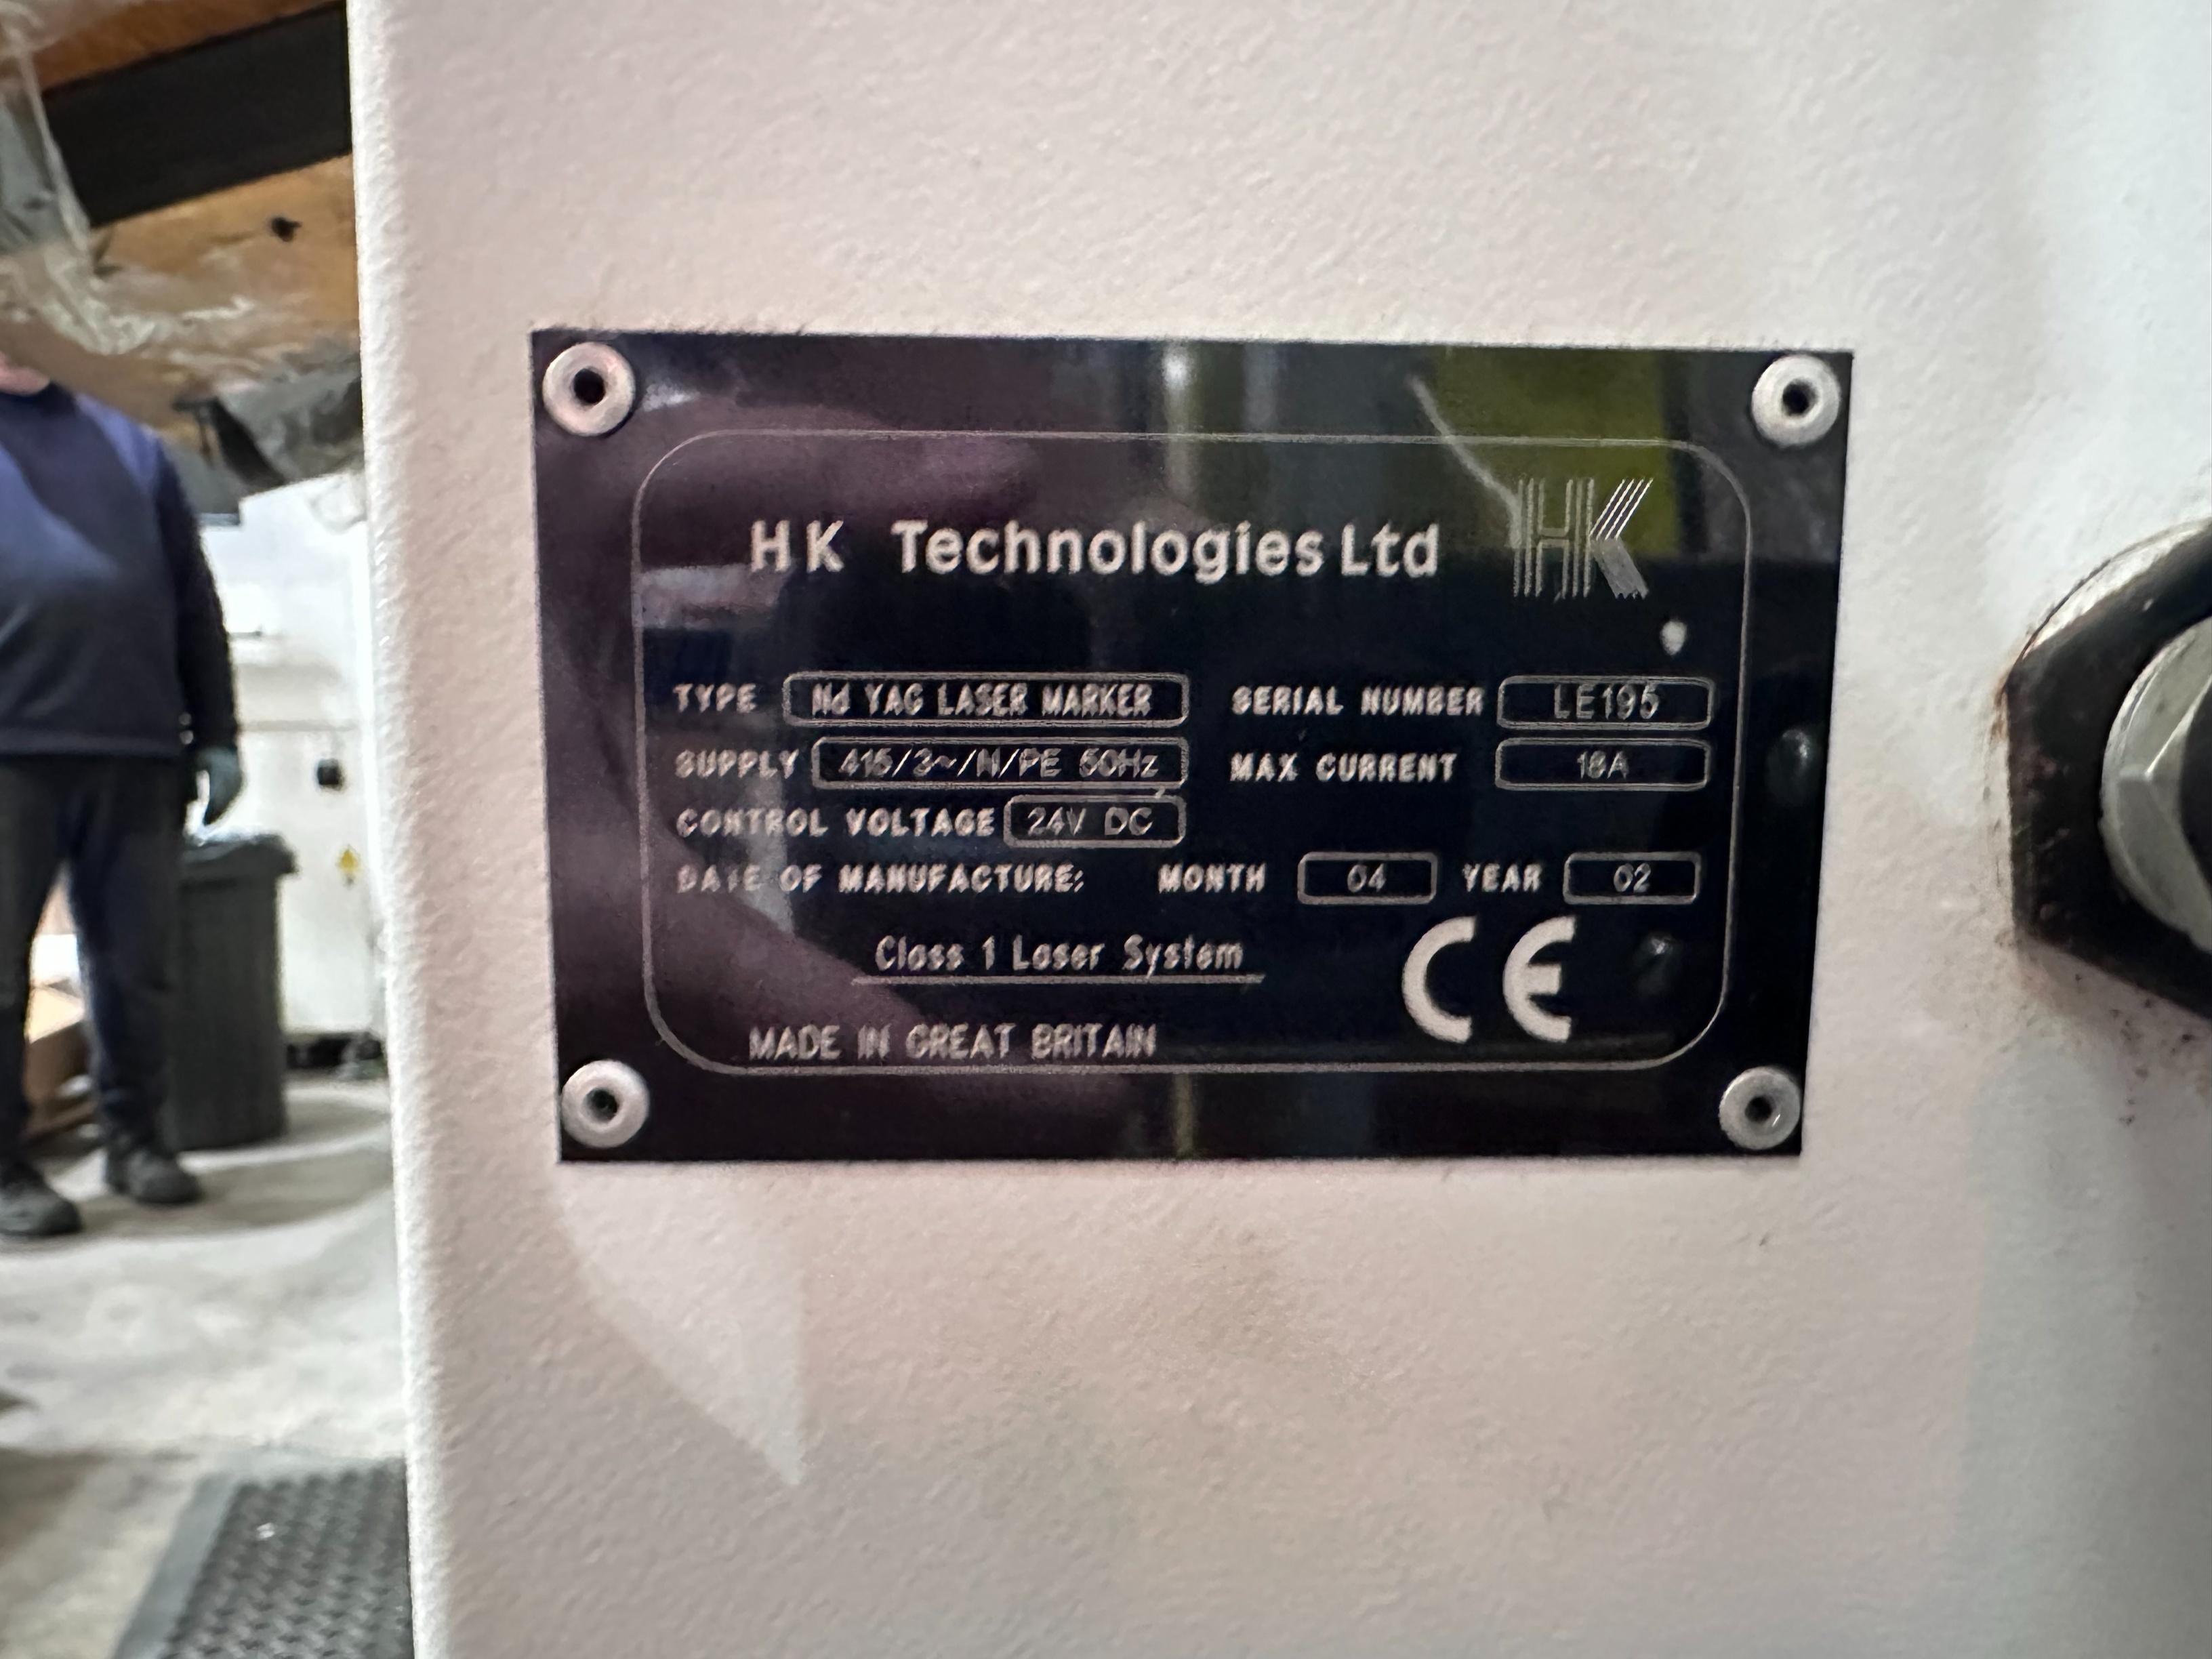 HK Technologies Ltd HK
TYPE Nd YAG LASER MARKER SERIAL NUMBER LE195
SUPPLY 415/3~/N/PE 50Hz MAX CURRENT 18A
CONTROL VOLTAGE 24V DC
DATE OF MANUFACTURE: MONTH 04 YEAR 02
Class 1 Laser System CE
MADE IN GREAT BRITAIN